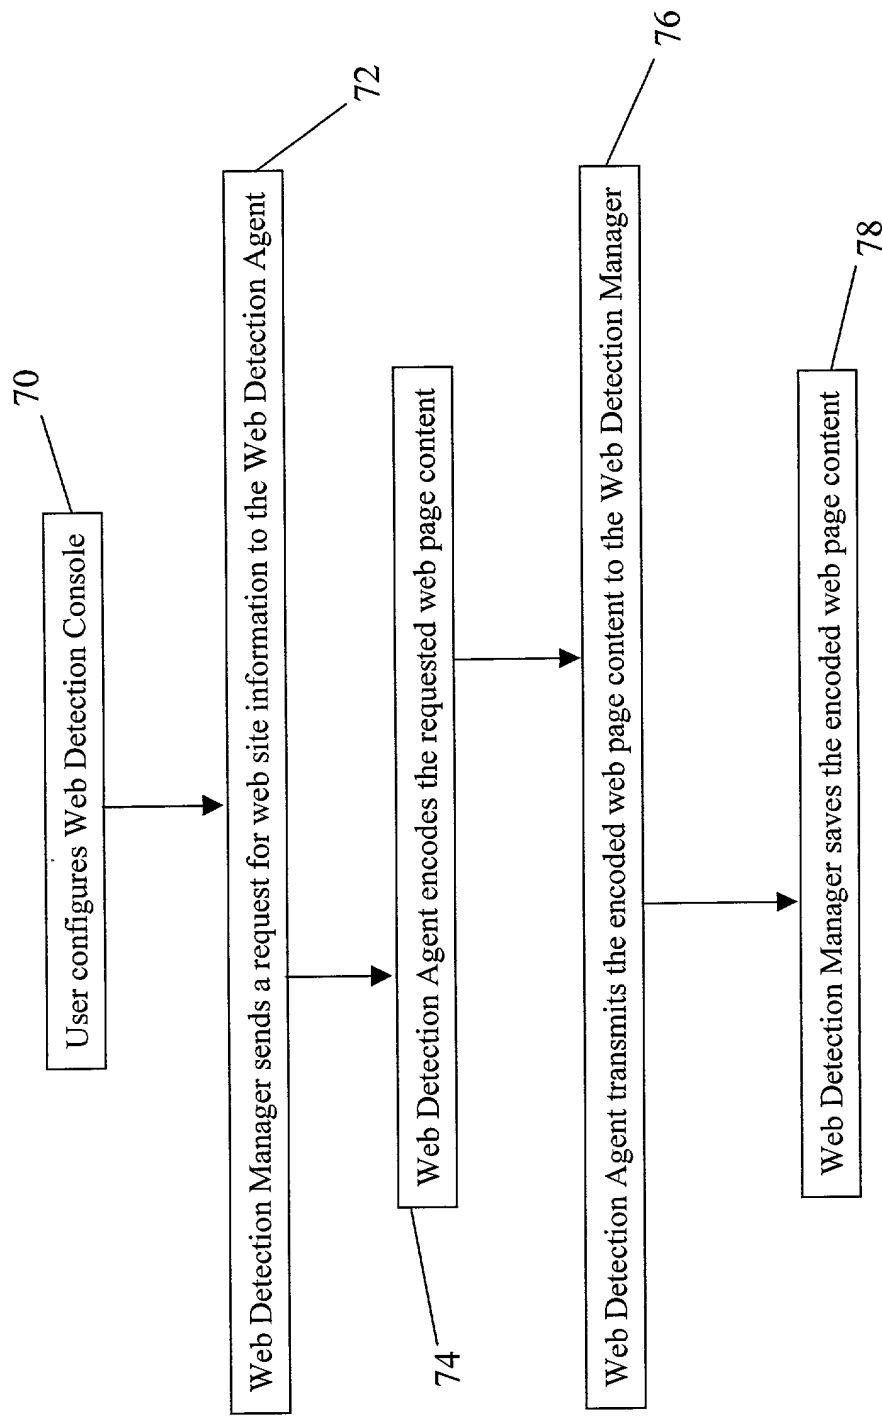 70
User configures Web Detection Console
72
Web Detection Manager sends a request for web site information to the Web Detection Agent
74
Web Detection Agent encodes the requested web page content
76
Web Detection Agent transmits the encoded web page content to the Web Detection Manager
78
Web Detection Manager saves the encoded web page content